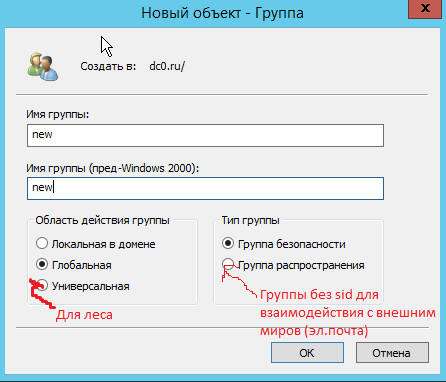 Новый объект - Группа
x
Создать в: dc0.ru/
Имя группы:
new
Имя группы (пред-Windows 2000):
new
Область действия группы
Локальная в домене
Глобальная
Универсальная
Для леса
Тип группы
Группа безопасности
Группа распространения
Группы без sid для
взаимодействия с внешним
миров (эл.почта)
ОК
Отмена